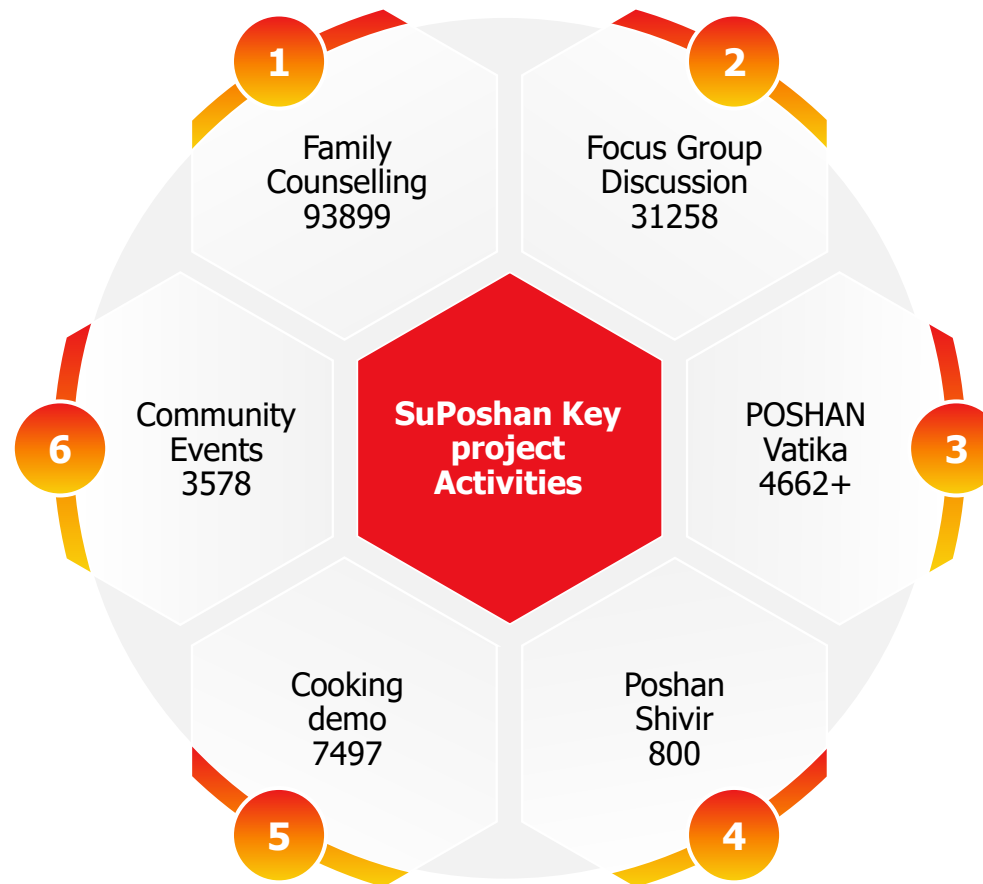 1
Family
Counselling
93899
2
Focus Group
Discussion
31258
3
POSHAN
Vatika
4662+
4
Poshan
Shivir
800
5
Cooking
demo
7497
6
Community
Events
3578
SuPoshan Key
project
Activities